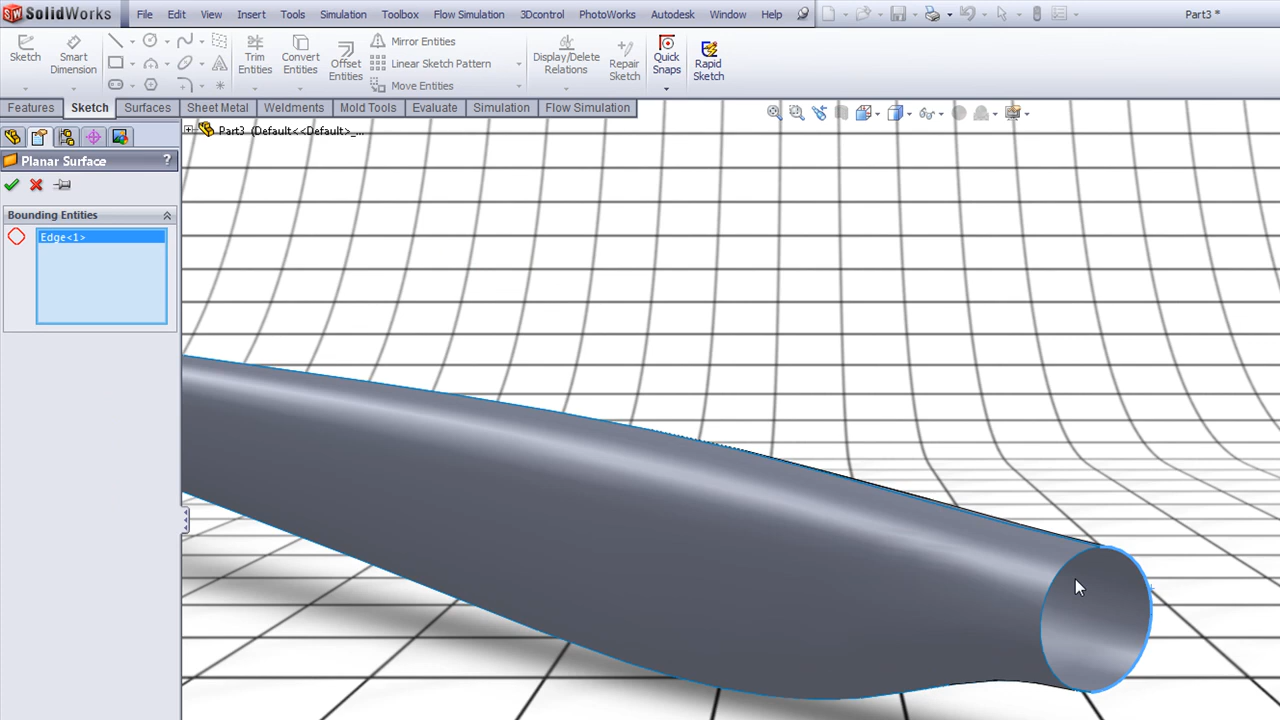 SW SolidWorks File Edit View Insert Tools Simulation Toolbox Flow Simulation 3Dcontrol PhotoWorks Autodesk Window Help Part3 *
Sketch Smart Dimension Trim Entities Convert Entities Offset Entities Mirror Entities Linear Sketch Pattern Move Entities Display/Delete Relations Repair Sketch Quick Snaps Rapid Sketch
Features Sketch Surfaces Sheet Metal Weldments Mold Tools Evaluate Simulation Flow Simulation
Part3 (Default<<Default>_...
Planar Surface ?
Bounding Entities
Edge<1>